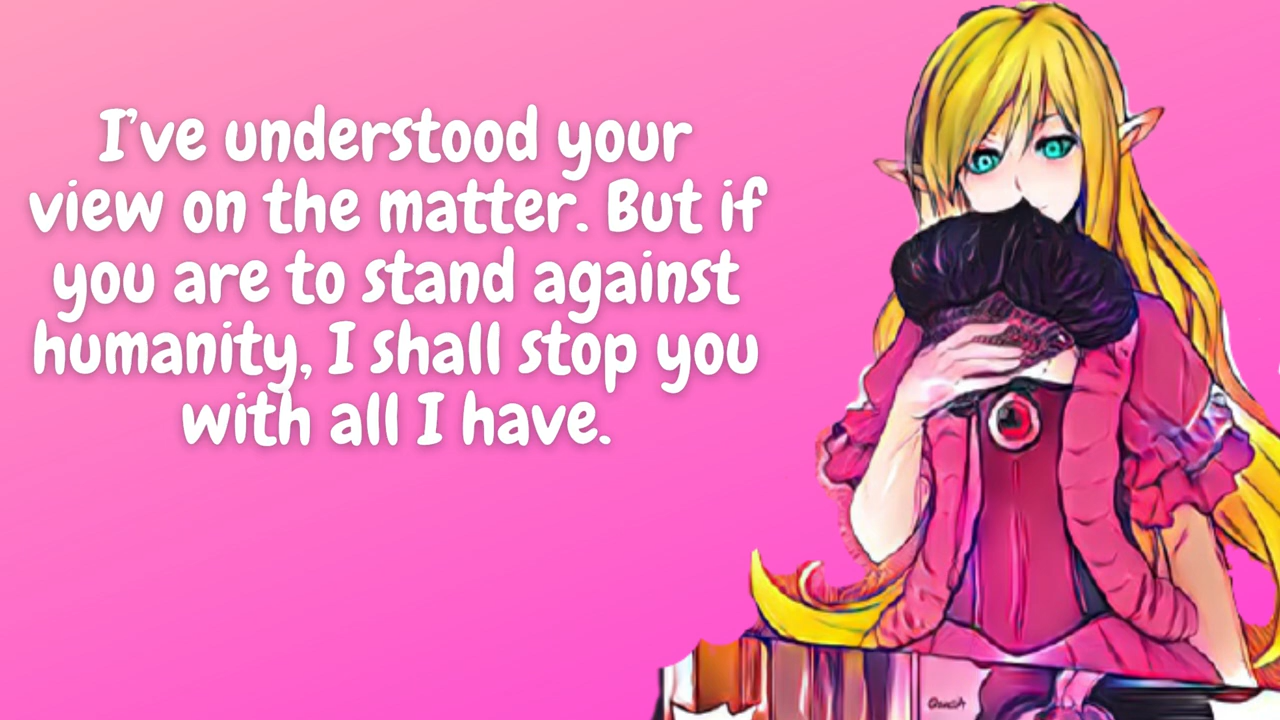 I've understood your
view on the matter. But if
you are to stand against
humanity, I shall stop you
with all I have.